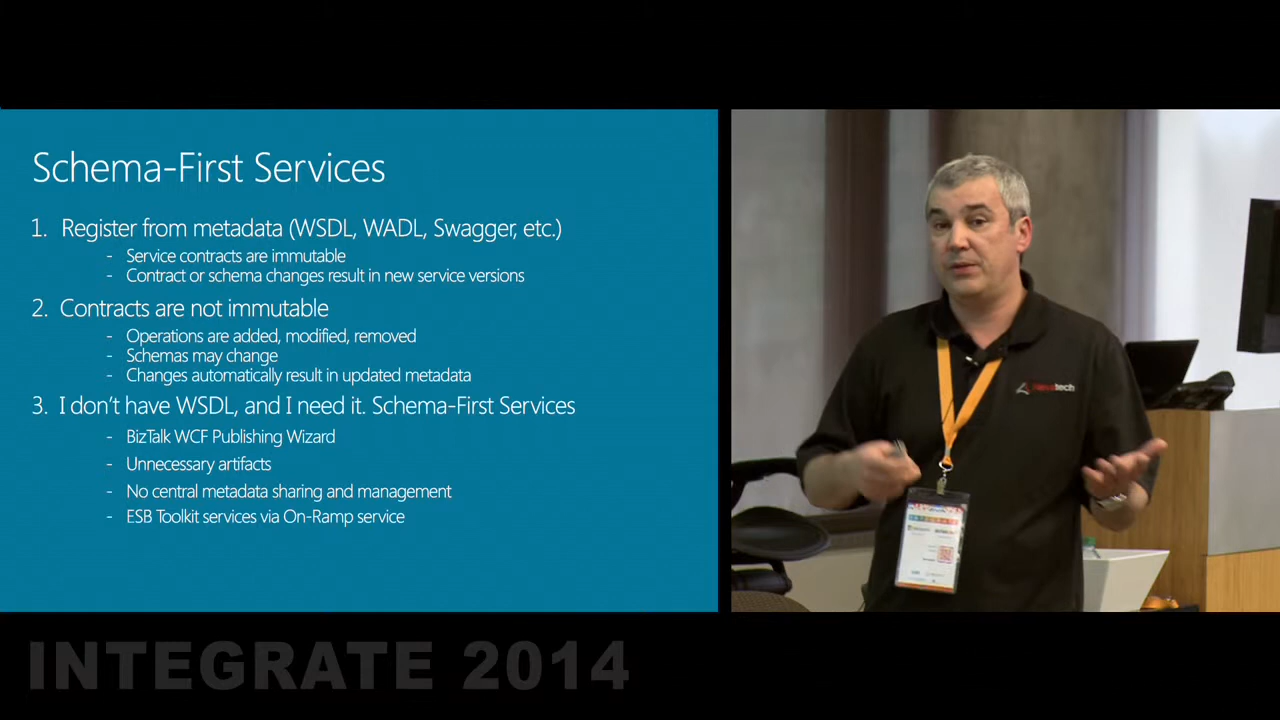 Schema-First Services
1. Register from metadata (WSDL, WADL, Swagger, etc.)
- Service contracts are immutable
- Contract or schema changes result in new service versions
2. Contracts are not immutable
- Operations are added, modified, removed
- Schemas may change
- Changes automatically result in updated metadata
3. I don't have WSDL, and I need it. Schema-First Services
- BizTalk WCF Publishing Wizard
- Unnecessary artifacts
- No central metadata sharing and management
- ESB Toolkit services via On-Ramp service
INTEGRATE
INTEGRATE 2014